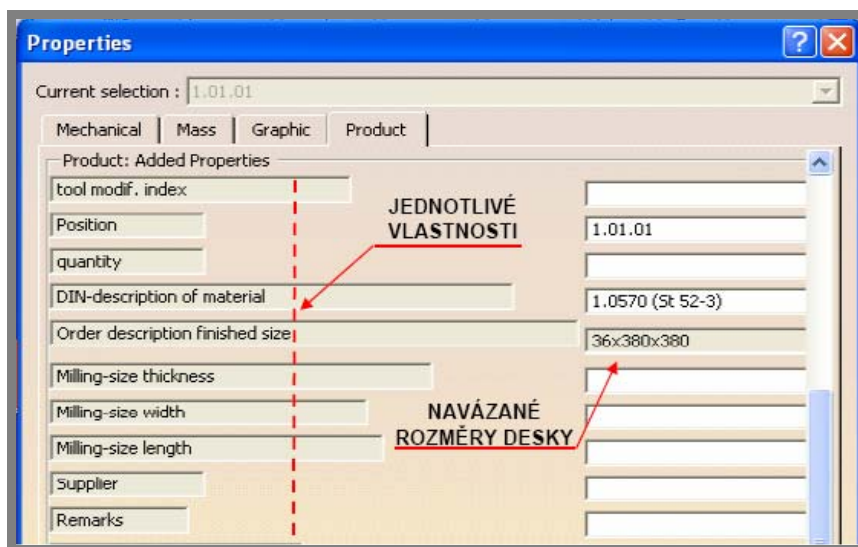 Properties
Current selection : 1.01.01
Mechanical Mass Graphic Product
Product: Added Properties
tool modif. index
JEDNOTLIVÉ
VLASTNOSTI
Position 1.01.01
quantity
DIN-description of material 1.0570 (St 52-3)
Order description finished size 36x380x380
Milling-size thickness
Milling-size width
NAVÁZANÉ
ROZMĚRY DESKY
Milling-size length
Supplier
Remarks